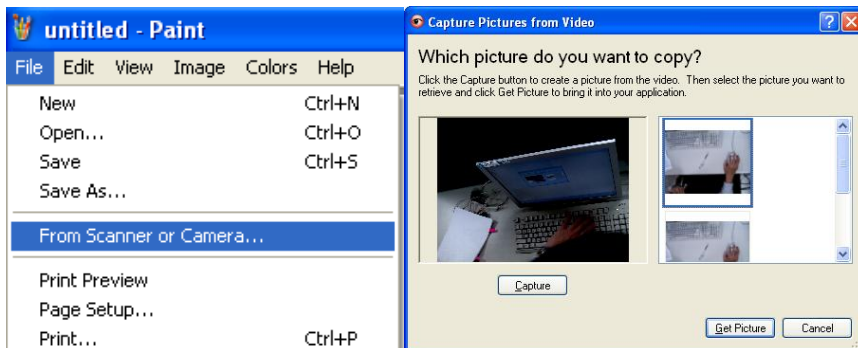 untitled - Paint
File Edit View Image Colors Help
New Ctrl+N
Open... Ctrl+O
Save Ctrl+S
Save As...
From Scanner or Camera...
Print Preview
Page Setup...
Print... Ctrl+P
Capture Pictures from Video
Which picture do you want to copy?
Click the Capture button to create a picture from the video. Then select the picture you want to
retrieve and click Get Picture to bring it into your application.
Capture
Get Picture Cancel